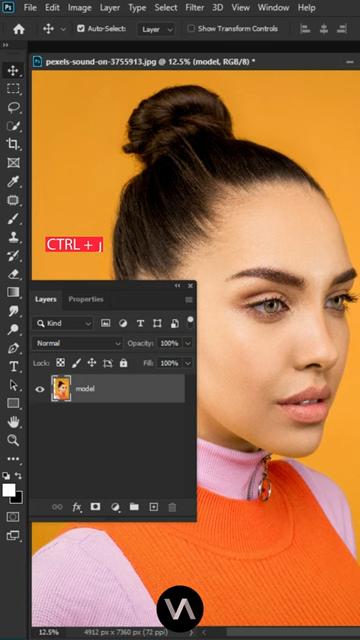 Ps File Edit Image Layer Type Select Filter 3D View Window Help
Auto-Select: Layer Show Transform Controls
pexels-sound-on-3755913.jpg @ 12.5% (model, RGB/8) *
CTRL + j
Layers Properties
Kind
Normal Opacity: 100%
Lock: Fill: 100%
model
fx
12.5% 4912 px x 7360 px (72 ppi)